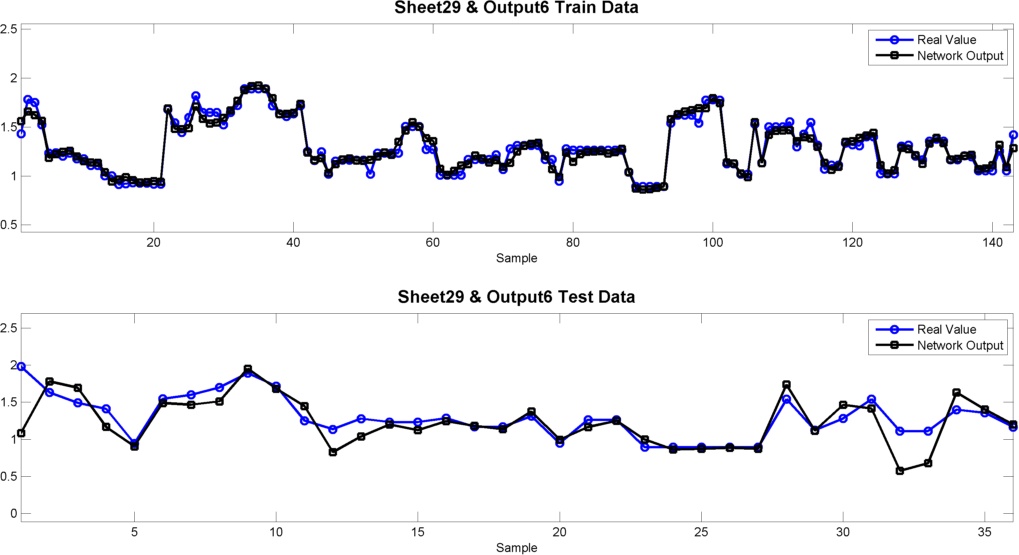 Sheet29 & Output6 Train Data
2.5
2
1.5
1
0.5
Real Value
Network Output
20 40 60 80 100 120 140
Sample
Sheet29 & Output6 Test Data
2.5
2
1.5
1
0.5
0
Real Value
Network Output
5 10 15 20 25 30 35
Sample